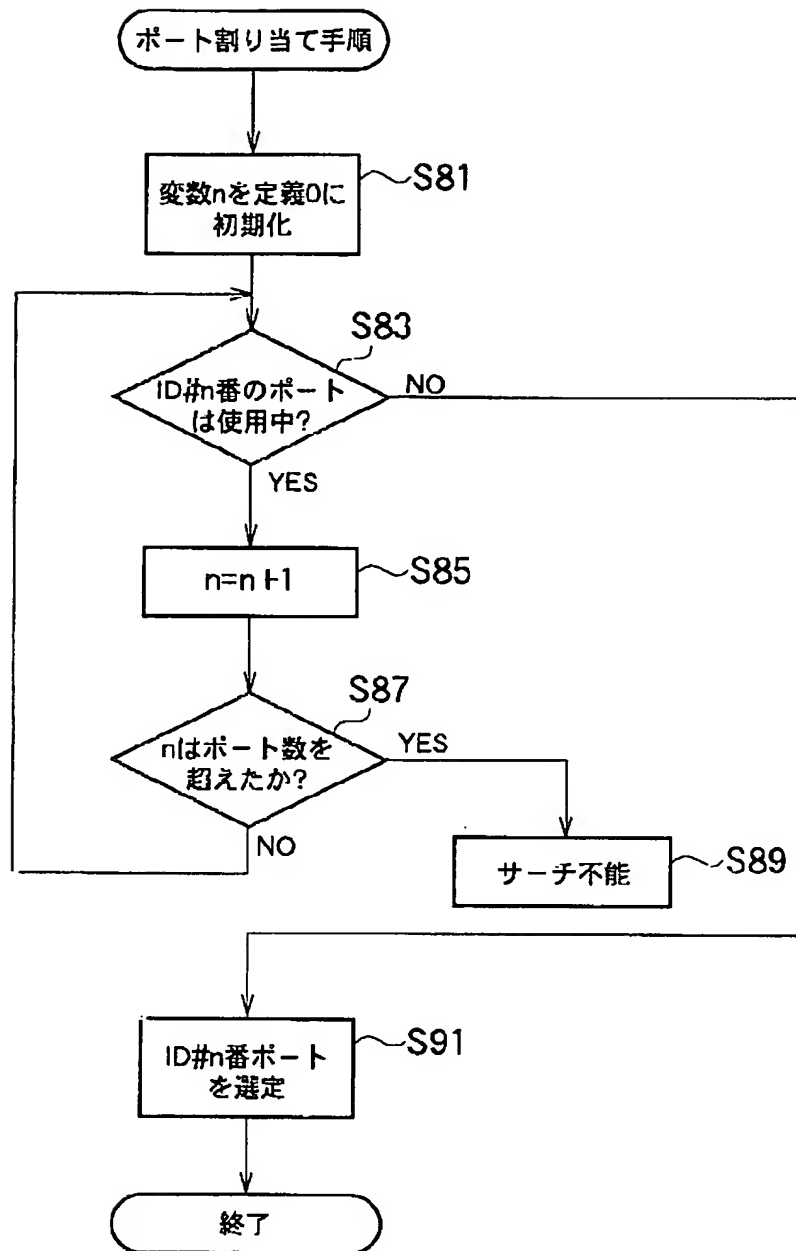 ポート割り当て手順
変数nを定義0に
初期化
S81
ID#n番のポート
は使用中?
S83
NO
YES
n=n+1
S85
nはポート数を
超えたか?
S87
YES
NO
サーチ不能
S89
ID#n番ポート
を選定
S91
終了